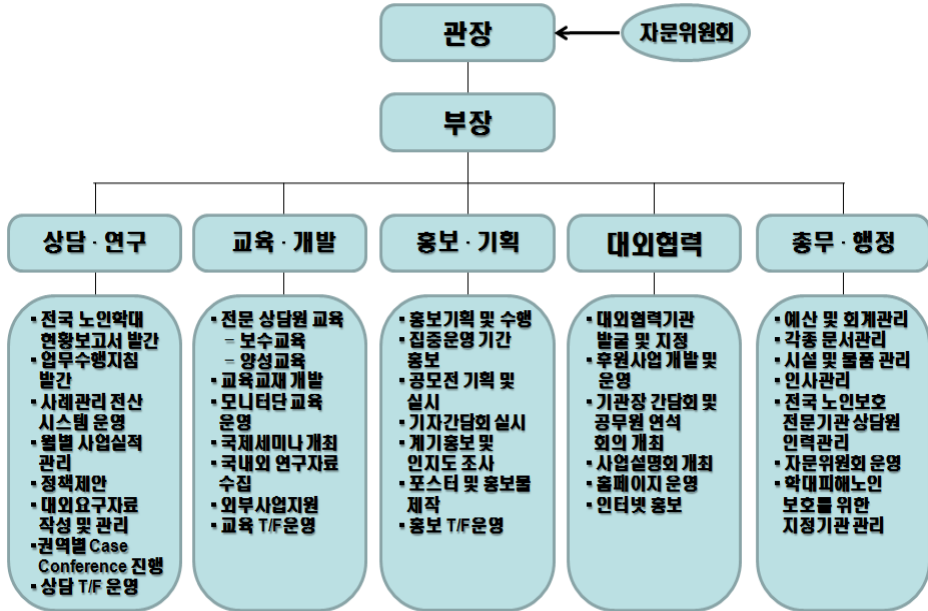 관장
자문위원회
부장
상담 · 연구
▪ 전국 노인학대
현황보고서 발간
▪ 업무수행지침
발간
▪ 사례관리 전산
시스템 운영
▪ 월별 사업실적
관리
▪ 정책제안
▪ 대외요구자료
작성 및 관리
▪ 권역별 Case
Conference 진행
▪ 상담 T/F 운영
교육 · 개발
▪ 전문 상담원 교육
– 보수교육
– 양성교육
▪ 교육교재 개발
▪ 모니터단 교육
운영
▪ 국제세미나 개최
▪ 국내외 연구자료
수집
▪ 외부사업지원
▪ 교육 T/F운영
홍보 · 기획
▪ 홍보기획 및 수행
▪ 집중운영 기간
홍보
▪ 공모전 기획 및
실시
▪ 기자간담회 실시
▪ 계기홍보 및
인지도 조사
▪ 포스터 및 홍보물
제작
▪ 홍보 T/F운영
대외협력
▪ 대외협력기관
발굴 및 지정
▪ 후원사업 개발 및
운영
▪ 기관장 간담회 및
공무원 연석
회의 개최
▪ 사업설명회 개최
▪ 홈페이지 운영
▪ 인터넷 홍보
총무 · 행정
▪ 예산 및 회계관리
▪ 각종 문서관리
▪ 시설 및 물품 관리
▪ 인사관리
▪ 전국 노인보호
전문기관 상담원
인력관리
▪ 자문위원회 운영
▪ 학대피해노인
보호를 위한
지정기관 관리